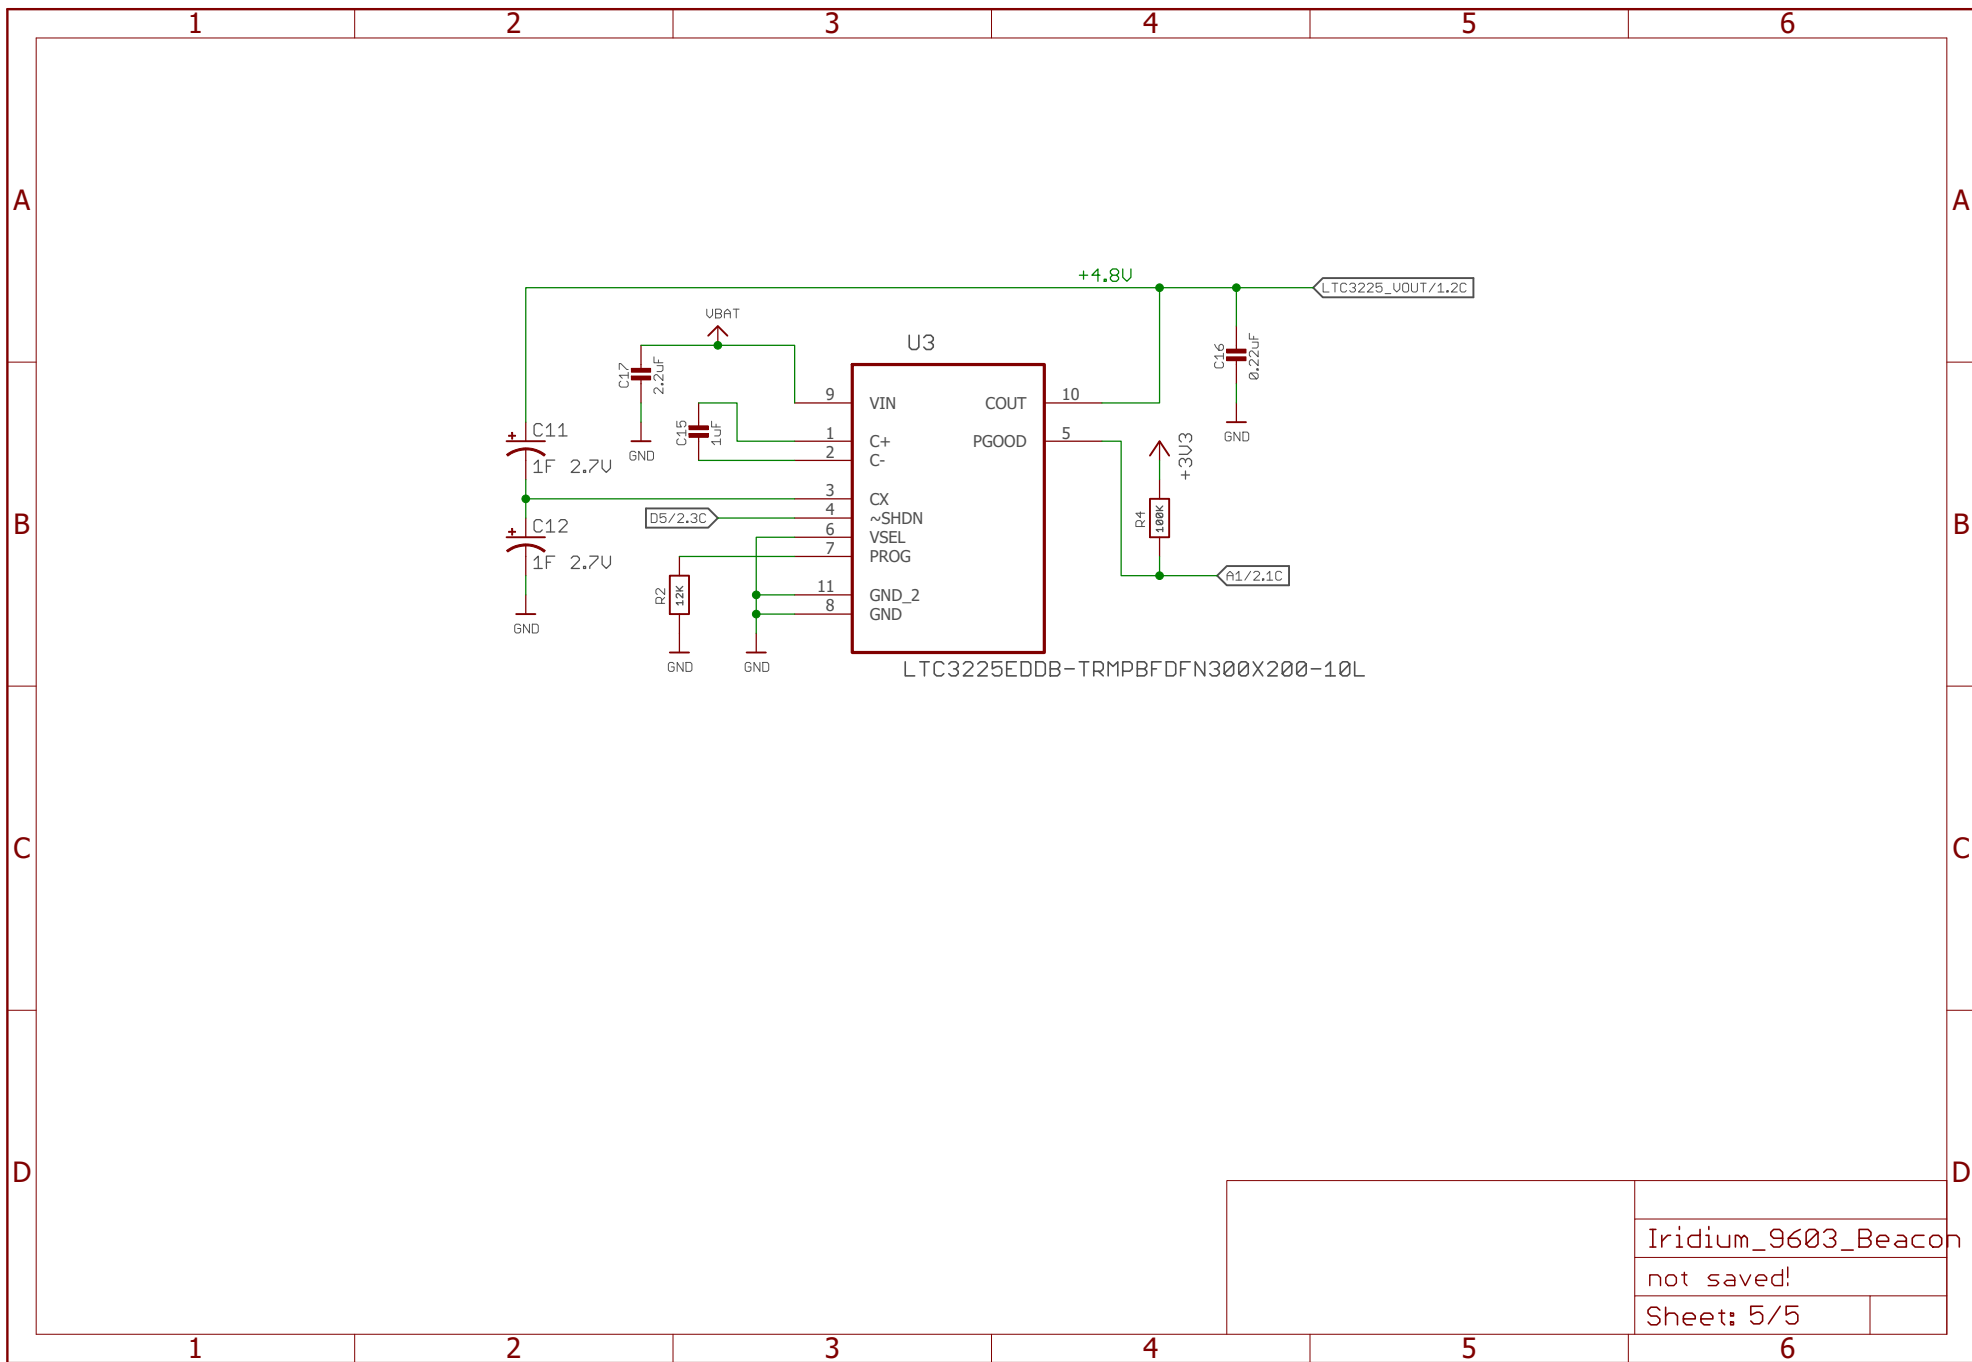 1 2 3 4 5 6
A A
+4.8V
LTC3225_VOUT/1.2C
VBAT
U3
C17
2.2uF
C16
0.22uF
9 VIN COUT 10
C15
1uF
1 C+ PGOOD 5
2 C-
GND
GND
+3V3
C11
1F 2.7V
3 CX
D5/2.3C
4 ~SHDN
6 VSEL
7 PROG
R4
100K
B B
C12
1F 2.7V
A1/2.1C
R2
12K
11 GND_2
8 GND
GND
GND
GND
LTC3225EDDB-TRMPBFDFN300X200-10L
C C
D D
Iridium_9603_Beacon
not saved!
Sheet: 5/5
1 2 3 4 5 6